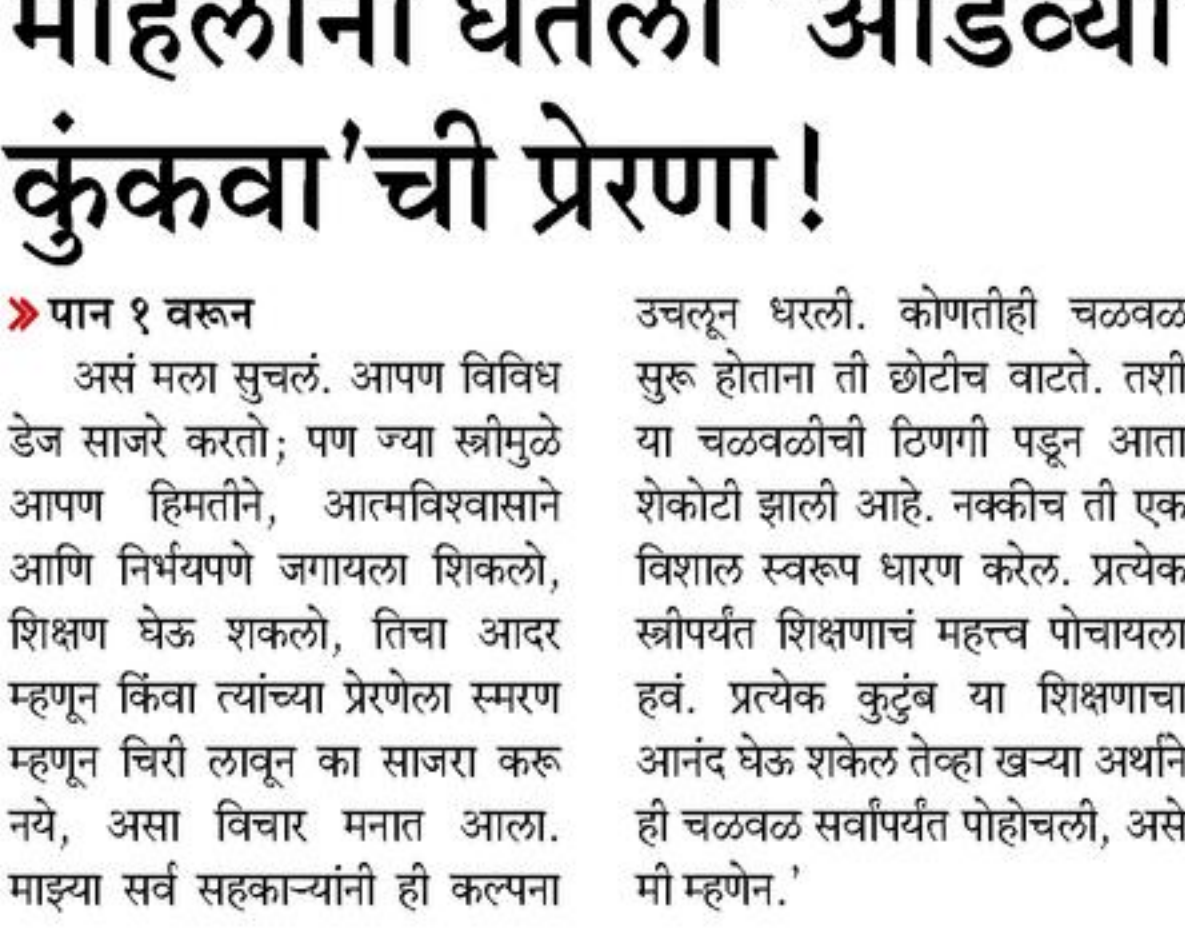 महिलांनी घेतली 'आडव्या
कुंकवा'ची प्रेरणा!
» पान १ वरून
असं मला सुचलं. आपण विविध
डेज साजरे करतो; पण ज्या स्त्रीमुळे
आपण हिमतीने, आत्मविश्वासाने
आणि निर्भयपणे जगायला शिकलो,
शिक्षण घेऊ शकलो, तिचा आदर
म्हणून किंवा त्यांच्या प्रेरणेला स्मरण
म्हणून चिरी लावून का साजरा करू
नये, असा विचार मनात आला.
माझ्या सर्व सहकाऱ्यांनी ही कल्पना
उचलून धरली. कोणतीही चळवळ
सुरू होताना ती छोटीच वाटते. तशी
या चळवळीची ठिणगी पडून आता
शेकोटी झाली आहे. नक्कीच ती एक
विशाल स्वरूप धारण करेल. प्रत्येक
स्त्रीपर्यंत शिक्षणाचं महत्त्व पोचायला
हवं. प्रत्येक कुटुंब या शिक्षणाचा
आनंद घेऊ शकेल तेव्हा खऱ्या अर्थाने
ही चळवळ सर्वांपर्यंत पोहोचली, असे
मी म्हणेन.'